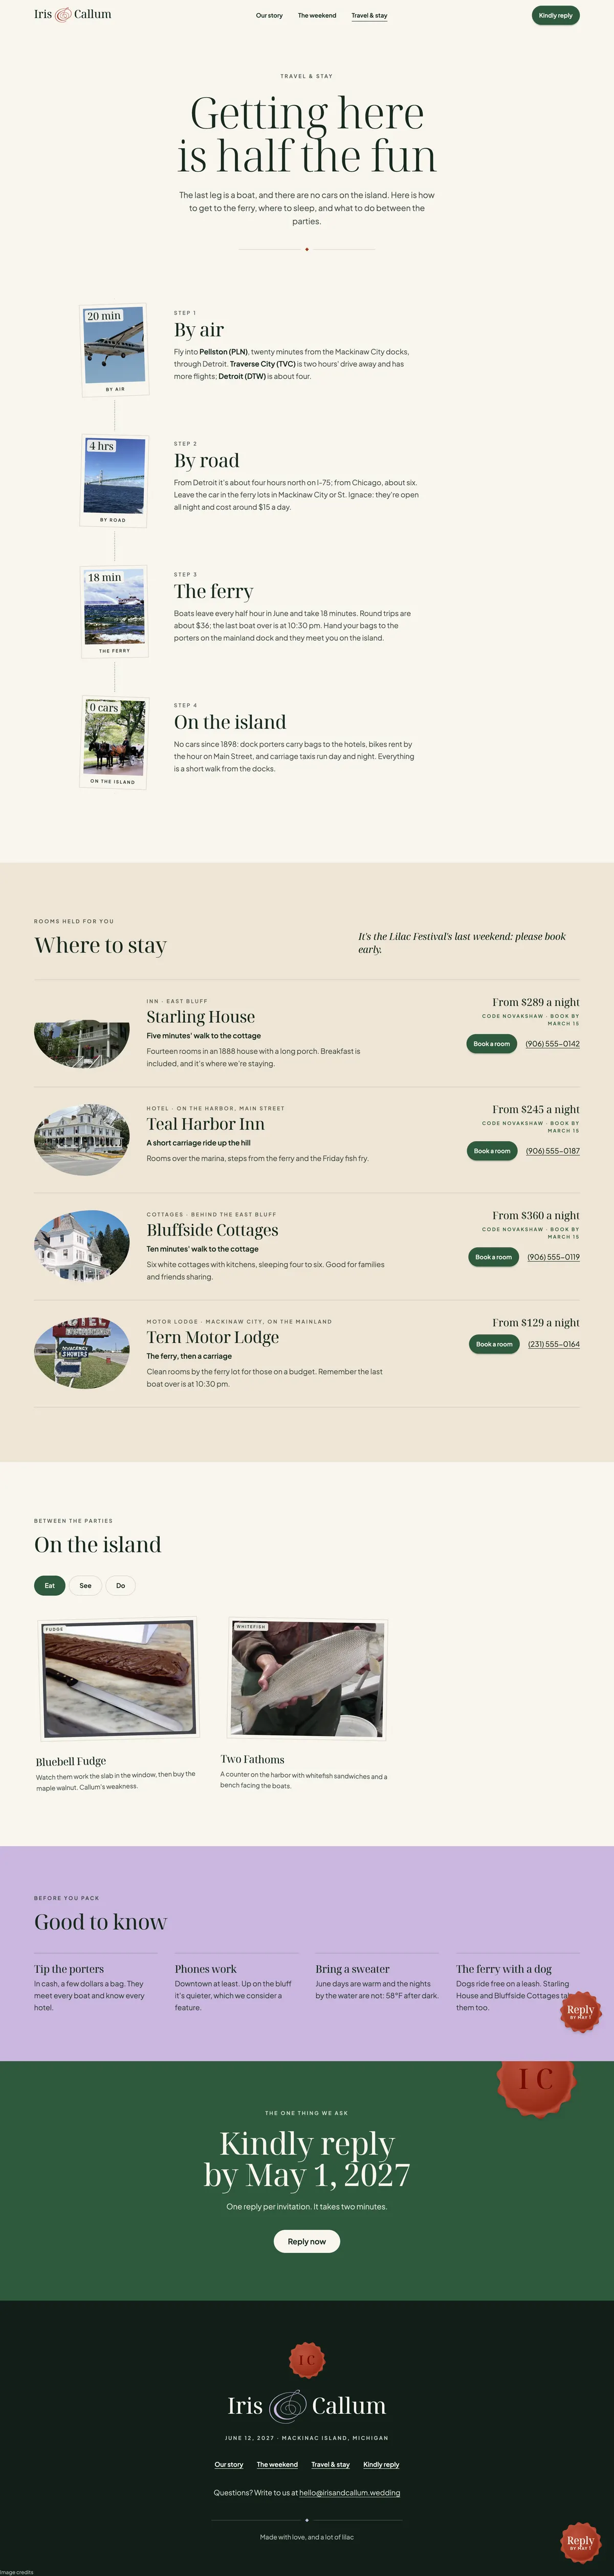 Iris Callum
Our story
The weekend
Travel & stay
Kindly reply
TRAVEL & STAY
Getting here
is half the fun
The last leg is a boat, and there are no cars on the island. Here is how
to get to the ferry, where to sleep, and what to do between the
parties.
20 min
BY AIR
STEP 1
By air
Fly into Pellston (PLN), twenty minutes from the Mackinaw City docks,
through Detroit. Traverse City (TVC) is two hours' drive away and has
more flights; Detroit (DTW) is about four.
4 hrs
BY ROAD
STEP 2
By road
From Detroit it's about four hours north on I-75; from Chicago, about six.
Leave the car in the ferry lots in Mackinaw City or St. Ignace: they're open
all night and cost around $15 a day.
18 min
THE FERRY
STEP 3
The ferry
Boats leave every half hour in June and take 18 minutes. Round trips are
about $36; the last boat over is at 10:30 pm. Hand your bags to the
porters on the mainland dock and they meet you on the island.
0 cars
ON THE ISLAND
STEP 4
On the island
No cars since 1898: dock porters carry bags to the hotels, bikes rent by
the hour on Main Street, and carriage taxis run day and night. Everything
is a short walk from the docks.
ROOMS HELD FOR YOU
Where to stay
It's the Lilac Festival's last weekend: please book
early.
INN · EAST BLUFF
Starling House
Five minutes' walk to the cottage
Fourteen rooms in an 1888 house with a long porch. Breakfast is
included, and it's where we're staying.
From $289 a night
CODE NOVAKSHAW · BOOK BY
MARCH 15
Book a room
(906) 555-0142
HOTEL · ON THE HARBOR, MAIN STREET
Teal Harbor Inn
A short carriage ride up the hill
Rooms over the marina, steps from the ferry and the Friday fish fry.
From $245 a night
CODE NOVAKSHAW · BOOK BY
MARCH 15
Book a room
(906) 555-0187
COTTAGES · BEHIND THE EAST BLUFF
Bluffside Cottages
Ten minutes' walk to the cottage
Six white cottages with kitchens, sleeping four to six. Good for families
and friends sharing.
From $360 a night
CODE NOVAKSHAW · BOOK BY
MARCH 15
Book a room
(906) 555-0119
MOTOR LODGE · MACKINAW CITY, ON THE MAINLAND
Tern Motor Lodge
The ferry, then a carriage
Clean rooms by the ferry lot for those on a budget. Remember the last
boat over is at 10:30 pm.
From $129 a night
Book a room
(231) 555-0164
BETWEEN THE PARTIES
On the island
Eat
See
Do
FUDGE
Bluebell Fudge
Watch them work the slab in the window, then buy the
maple walnut. Callum's weakness.
WHITEFISH
Two Fathoms
A counter on the harbor with whitefish sandwiches and a
bench facing the boats.
BEFORE YOU PACK
Good to know
Tip the porters
In cash, a few dollars a bag. They
meet every boat and know every
hotel.
Phones work
Downtown at least. Up on the bluff
it's quieter, which we consider a
feature.
Bring a sweater
June days are warm and the nights
by the water are not: 58°F after dark.
The ferry with a dog
Dogs ride free on a leash. Starling
House and Bluffside Cottages
them too.
Reply
BY MAY 1
I C
THE ONE THING WE ASK
Kindly reply
by May 1, 2027
One reply per invitation. It takes two minutes.
Reply now
I C
Iris Callum
JUNE 12, 2027 · MACKINAC ISLAND, MICHIGAN
Our story
The weekend
Travel & stay
Kindly reply
Questions? Write to us at hello@irisandcallum.wedding
Made with love, and a lot of lilac
Reply
BY MAY 1
Image credits